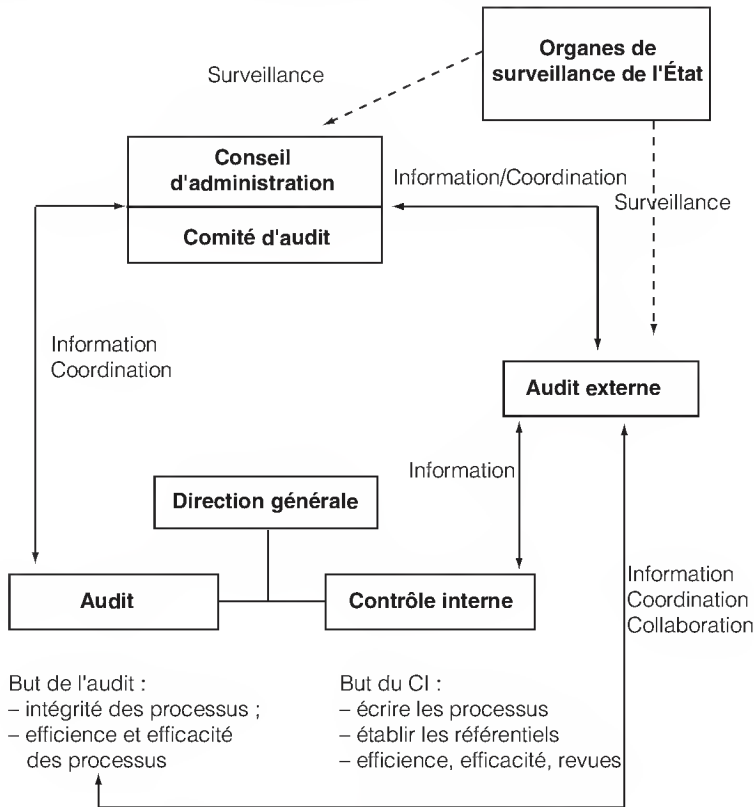 Organes de
surveillance de l'État
Surveillance
Conseil
d'administration
Information/Coordination
Surveillance
Comité d'audit
Information
Coordination
Audit externe
Information
Direction générale
Audit
Contrôle interne
Information
Coordination
Collaboration
But de l'audit :
– intégrité des processus ;
– efficience et efficacité
des processus
But du CI :
– écrire les processus
– établir les référentiels
– efficience, efficacité, revues